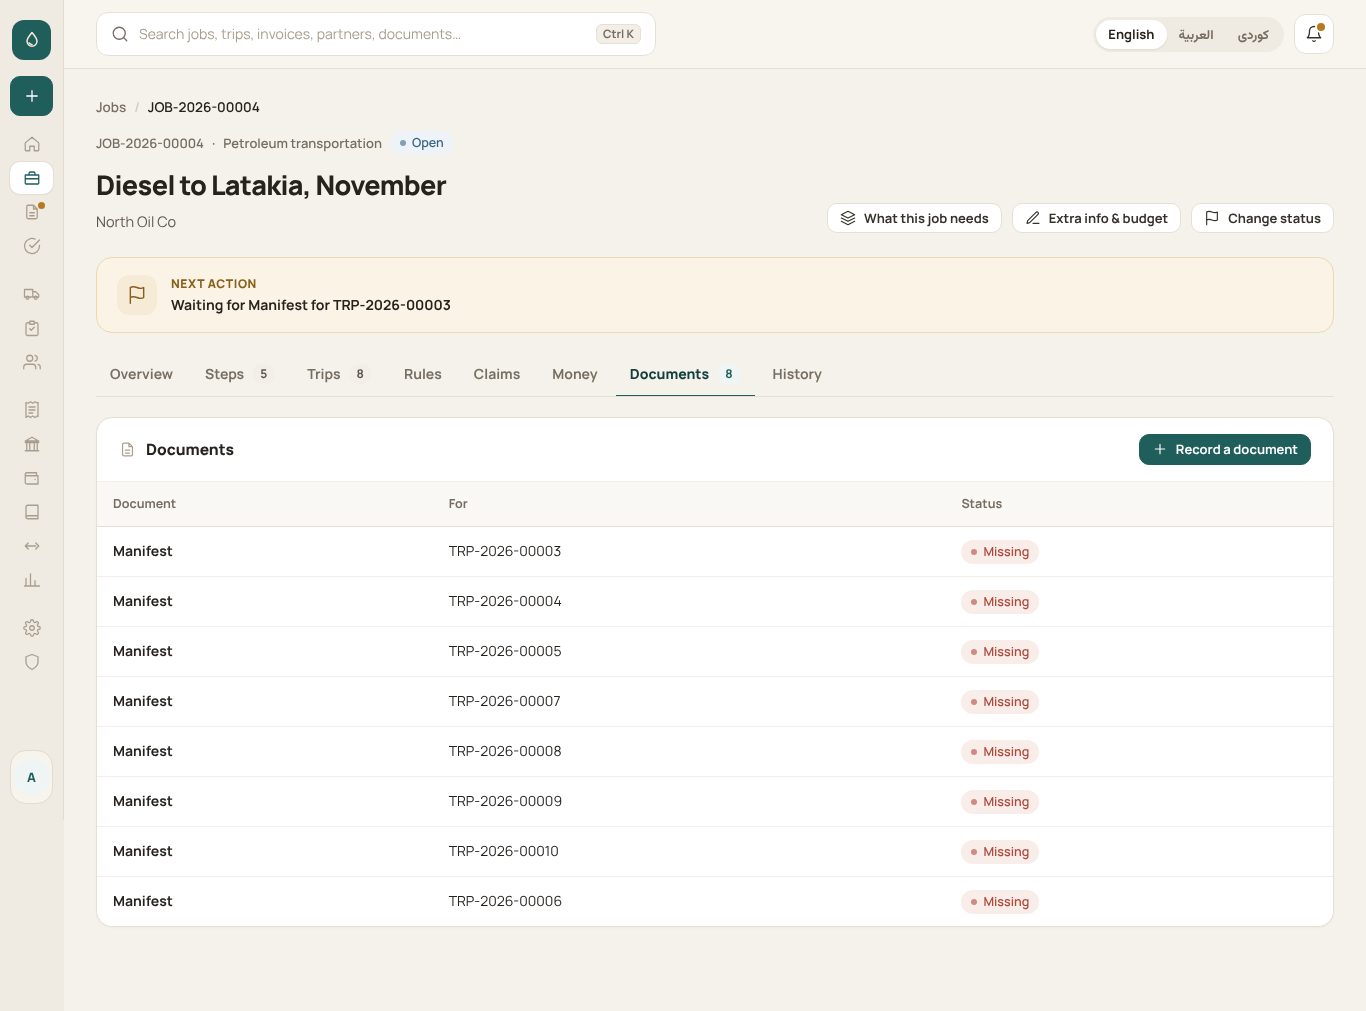 Search jobs, trips, invoices, partners, documents...
Ctrl K
English
العربية
كوردی
Jobs / JOB-2026-00004
JOB-2026-00004 · Petroleum transportation
Open
Diesel to Latakia, November
North Oil Co
What this job needs
Extra info & budget
Change status
NEXT ACTION
Waiting for Manifest for TRP-2026-00003
Overview
Steps 5
Trips 8
Rules
Claims
Money
Documents 8
History
Documents
Record a document
Document For Status
Manifest TRP-2026-00003 Missing
Manifest TRP-2026-00004 Missing
Manifest TRP-2026-00005 Missing
Manifest TRP-2026-00007 Missing
Manifest TRP-2026-00008 Missing
Manifest TRP-2026-00009 Missing
Manifest TRP-2026-00010 Missing
Manifest TRP-2026-00006 Missing
A